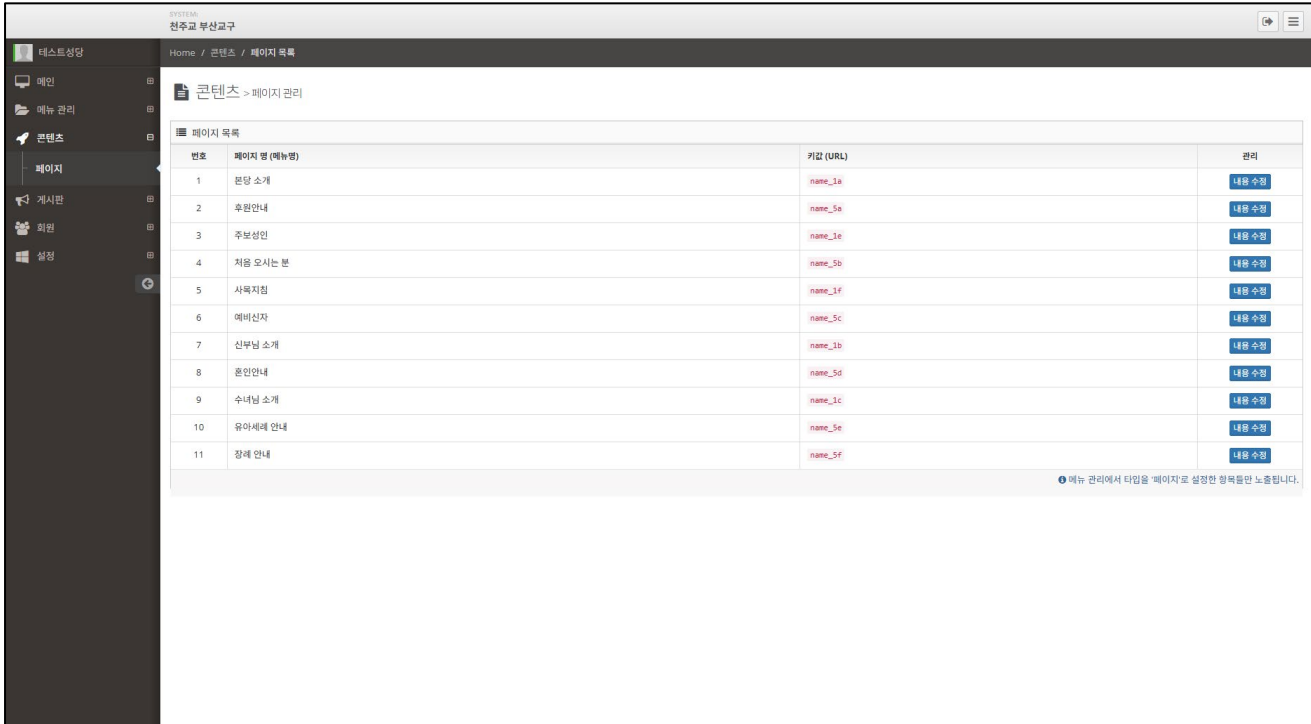 SYSTEM:
천주교 부산교구
테스트성당
Home / 콘텐츠 / 페이지 목록
메인
메뉴 관리
콘텐츠
페이지
게시판
회원
설정
콘텐츠 > 페이지 관리
페이지 목록
번호 페이지 명 (메뉴명) 키값 (URL) 관리
1 본당 소개 name_1a 내용 수정
2 후원안내 name_5a 내용 수정
3 주보성인 name_1e 내용 수정
4 처음 오시는 분 name_5b 내용 수정
5 사목지침 name_1f 내용 수정
6 예비신자 name_5c 내용 수정
7 신부님 소개 name_1b 내용 수정
8 혼인안내 name_5d 내용 수정
9 수녀님 소개 name_1c 내용 수정
10 유아세례 안내 name_5e 내용 수정
11 장례 안내 name_5f 내용 수정
메뉴 관리에서 타입을 '페이지'로 설정한 항목들만 노출됩니다.